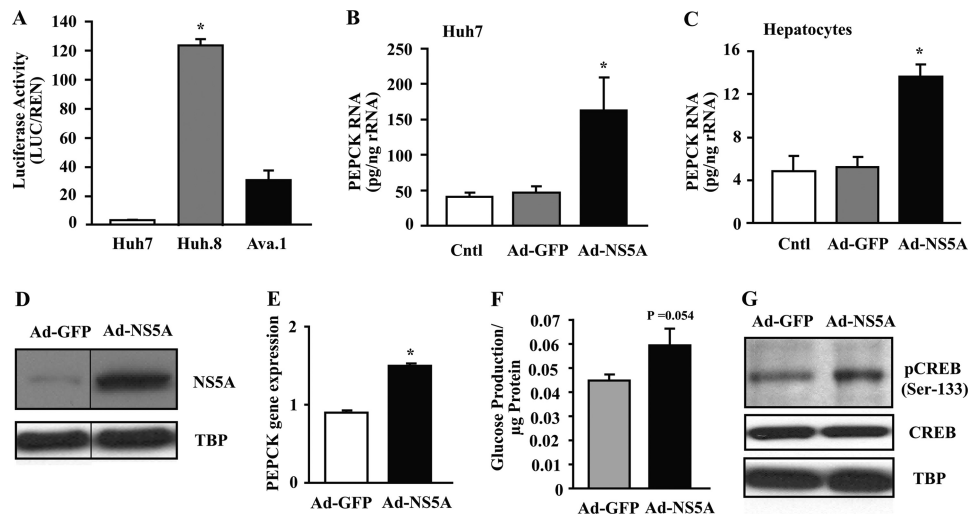 A
Luciferase Activity
(LUC/REN)
140
120
100
80
60
40
20
0
*
Huh7 Huh.8 Ava.1
B
Huh7
PEPCK RNA
(pg/ng rRNA)
250
200
150
100
50
0
*
Cntl Ad-GFP Ad-NS5A
C
Hepatocytes
PEPCK RNA
(pg/ng rRNA)
16
12
8
4
0
*
Cntl Ad-GFP Ad-NS5A
D
Ad-GFP Ad-NS5A
NS5A
TBP
E
PEPCK gene expression
2
1
0
*
Ad-GFP Ad-NS5A
F
Glucose Production/
µg Protein
0.07
0.06
0.05
0.04
0.03
0.02
0.01
0
P =0.054
Ad-GFP Ad-NS5A
G
Ad-GFP Ad-NS5A
pCREB
(Ser-133)
CREB
TBP